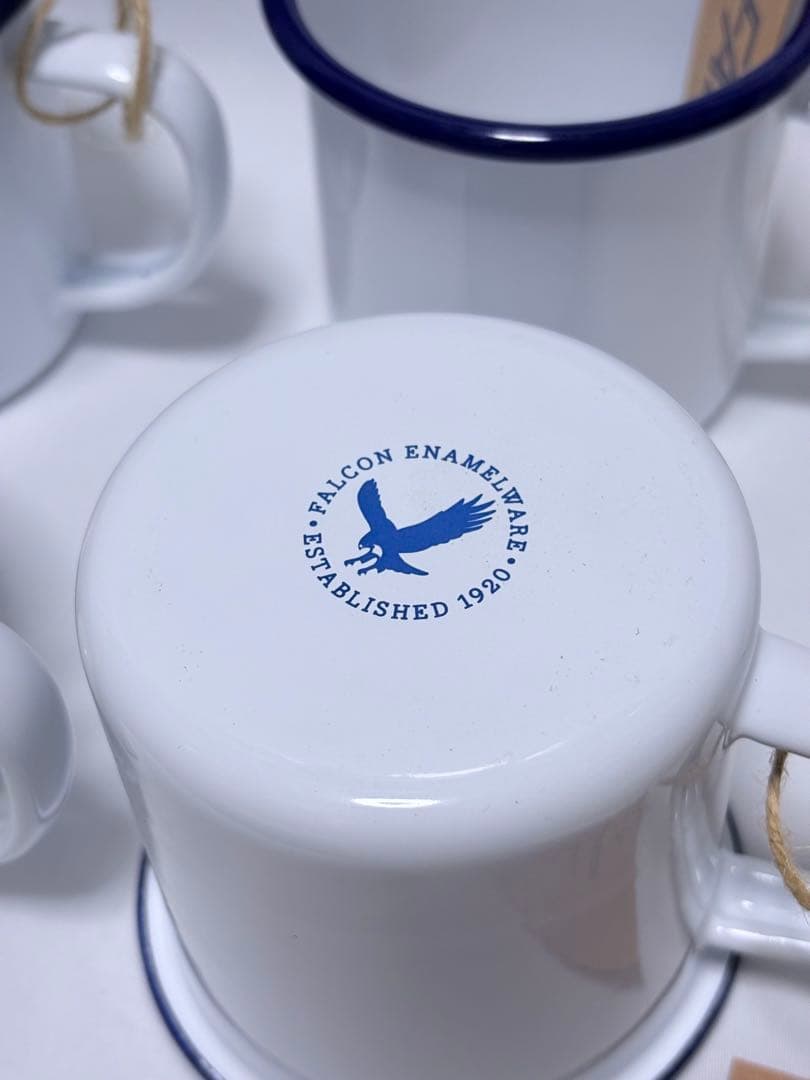 • FALCON ENAMELWARE •
ESTABLISHED 1920